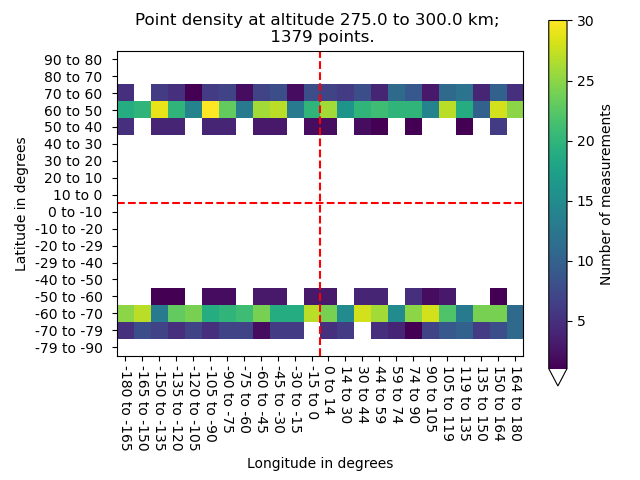 Point density at altitude 275.0 to 300.0 km;
1379 points.
Latitude in degrees
90 to 80
80 to 70
70 to 60
60 to 50
50 to 40
40 to 30
30 to 20
20 to 10
10 to 0
0 to -10
-10 to -20
-20 to -29
-29 to -40
-40 to -50
-50 to -60
-60 to -70
-70 to -79
-79 to -90
-180 to -165
-165 to -150
-150 to -135
-135 to -120
-120 to -105
-105 to -90
-90 to -75
-75 to -60
-60 to -45
-45 to -30
-30 to -15
-15 to 0
0 to 14
14 to 30
30 to 44
44 to 59
59 to 74
74 to 90
90 to 105
105 to 119
119 to 135
135 to 150
150 to 164
164 to 180
Longitude in degrees
30
25
20
15
10
5
Number of measurements